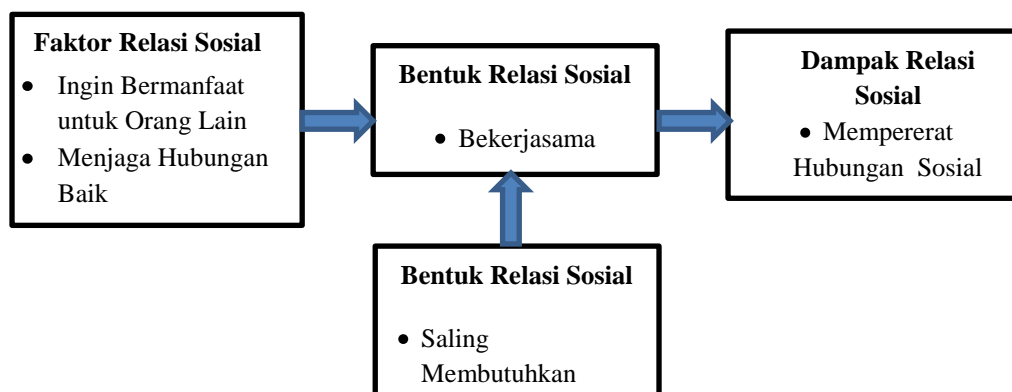 Faktor Relasi Sosial
• Ingin Bermanfaat
untuk Orang Lain
• Menjaga Hubungan
Baik
Bentuk Relasi Sosial
• Bekerjasama
Dampak Relasi
Sosial
• Mempererat
Hubungan Sosial
Bentuk Relasi Sosial
• Saling
Membutuhkan